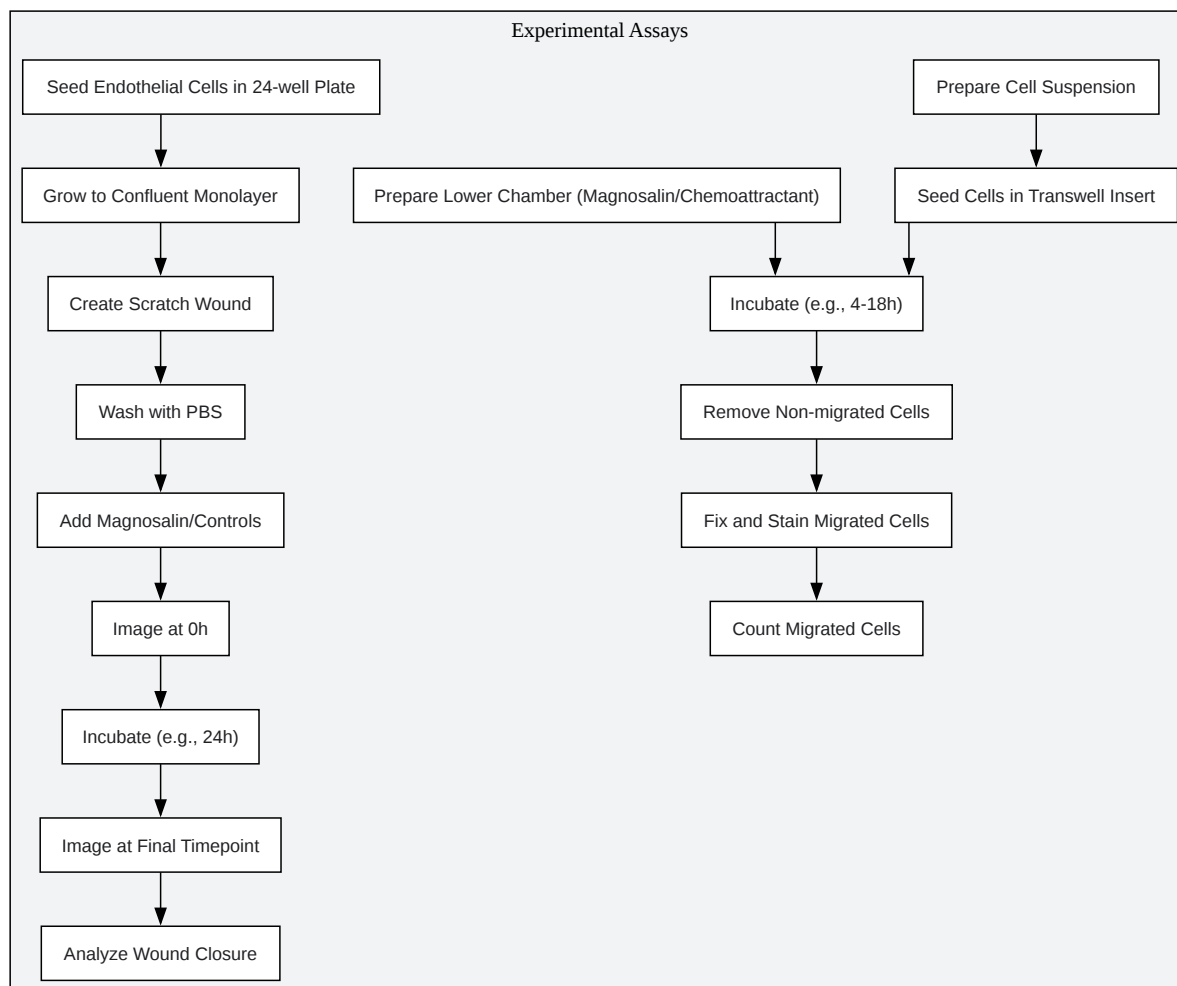 Experimental Assays
Seed Endothelial Cells in 24-well Plate
Grow to Confluent Monolayer
Create Scratch Wound
Wash with PBS
Add Magnosalin/Controls
Image at 0h
Incubate (e.g., 24h)
Image at Final Timepoint
Analyze Wound Closure
Prepare Cell Suspension
Prepare Lower Chamber (Magnosalin/Chemoattractant)
Seed Cells in Transwell Insert
Incubate (e.g., 4-18h)
Remove Non-migrated Cells
Fix and Stain Migrated Cells
Count Migrated Cells